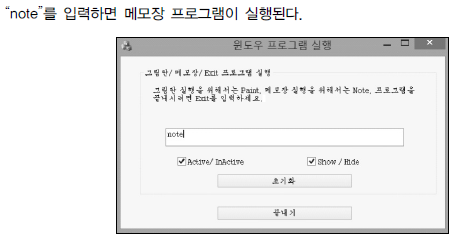 “note”를 입력하면 메모장 프로그램이 실행된다.
윈도우 프로그램 실행
그림판/메모장/Exit 프로그램 실행
그림판 실행을 위해서는 Paint, 메모장 실행을 위해서는 Note, 프로그램을
끝내시려면 Exit를 입력하세요.
note
Active/ InActive
Show / Hide
초기화
끝내기